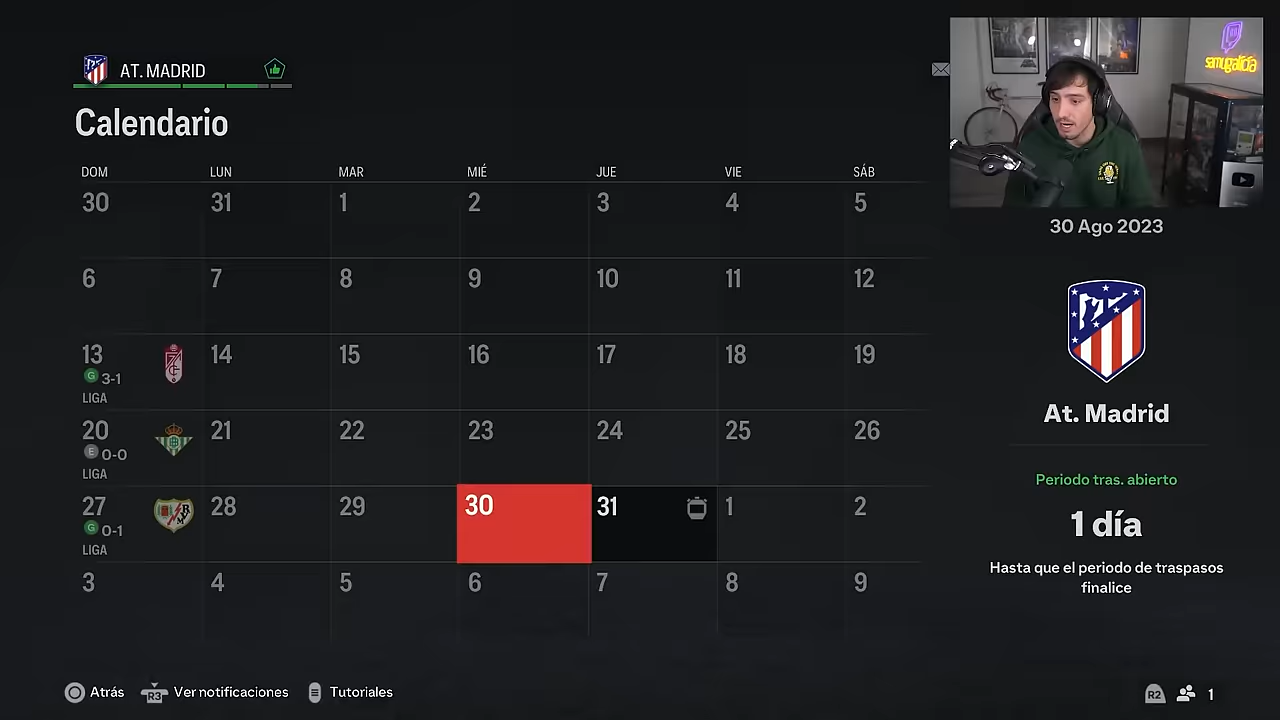 AT. MADRID
samugalicia
Calendario
DOM LUN MAR MIÉ JUE VIE SÁB
30 31 1 2 3 4 5
30 Ago 2023
6 7 8 9 10 11 12
13 14 15 16 17 18 19
G 3-1
LIGA
At. Madrid
20 21 22 23 24 25 26
E 0-0
LIGA
Periodo tras. abierto
27 28 29 30 31 1 2
G 0-1
LIGA
1 día
Hasta que el periodo de traspasos
finalice
3 4 5 6 7 8 9
Atrás R3 Ver notificaciones Tutoriales R2 1